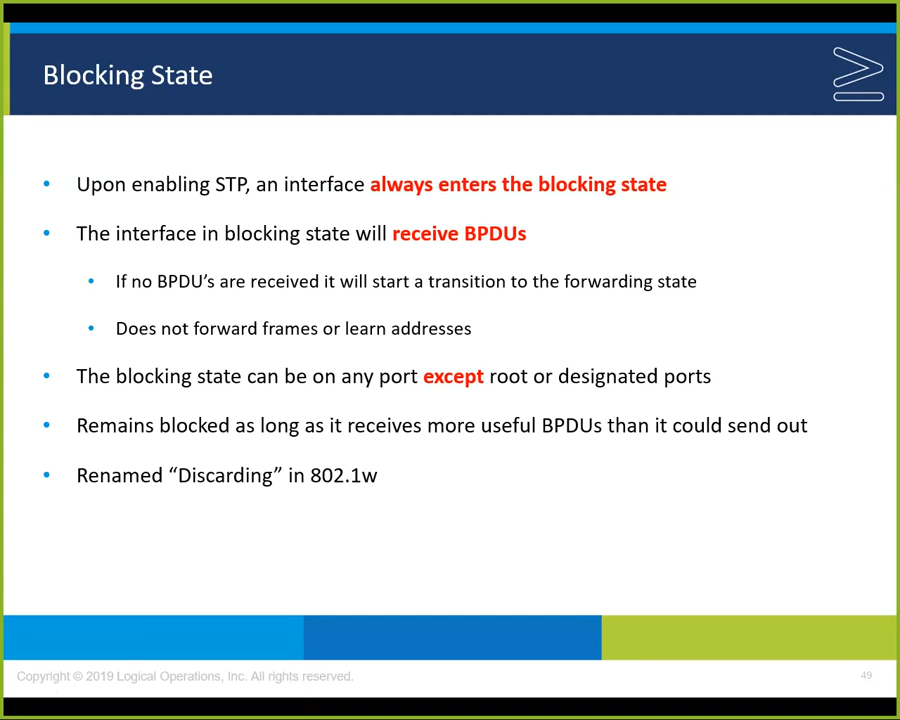 Blocking State
• Upon enabling STP, an interface always enters the blocking state
• The interface in blocking state will receive BPDUs
• If no BPDU's are received it will start a transition to the forwarding state
• Does not forward frames or learn addresses
• The blocking state can be on any port except root or designated ports
• Remains blocked as long as it receives more useful BPDUs than it could send out
• Renamed “Discarding” in 802.1w
Copyright © 2019 Logical Operations, Inc. All rights reserved.
49